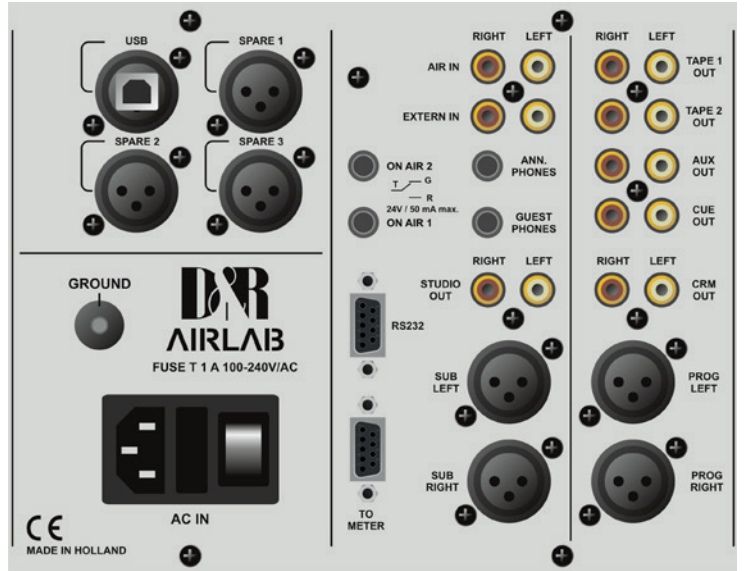 USB
SPARE 1
SPARE 2
SPARE 3
GROUND
D&R
AIRLAB
FUSE T 1 A 100-240V/AC
AC IN
CE
MADE IN HOLLAND
RIGHT LEFT
AIR IN
EXTERN IN
ON AIR 2
T G
R
24V / 50 mA max.
ON AIR 1
ANN.
PHONES
GUEST
PHONES
RIGHT LEFT
STUDIO
OUT
RS232
SUB
LEFT
SUB
RIGHT
TO
METER
RIGHT LEFT
TAPE 1
OUT
TAPE 2
OUT
AUX
OUT
CUE
OUT
RIGHT LEFT
CRM
OUT
PROG
LEFT
PROG
RIGHT